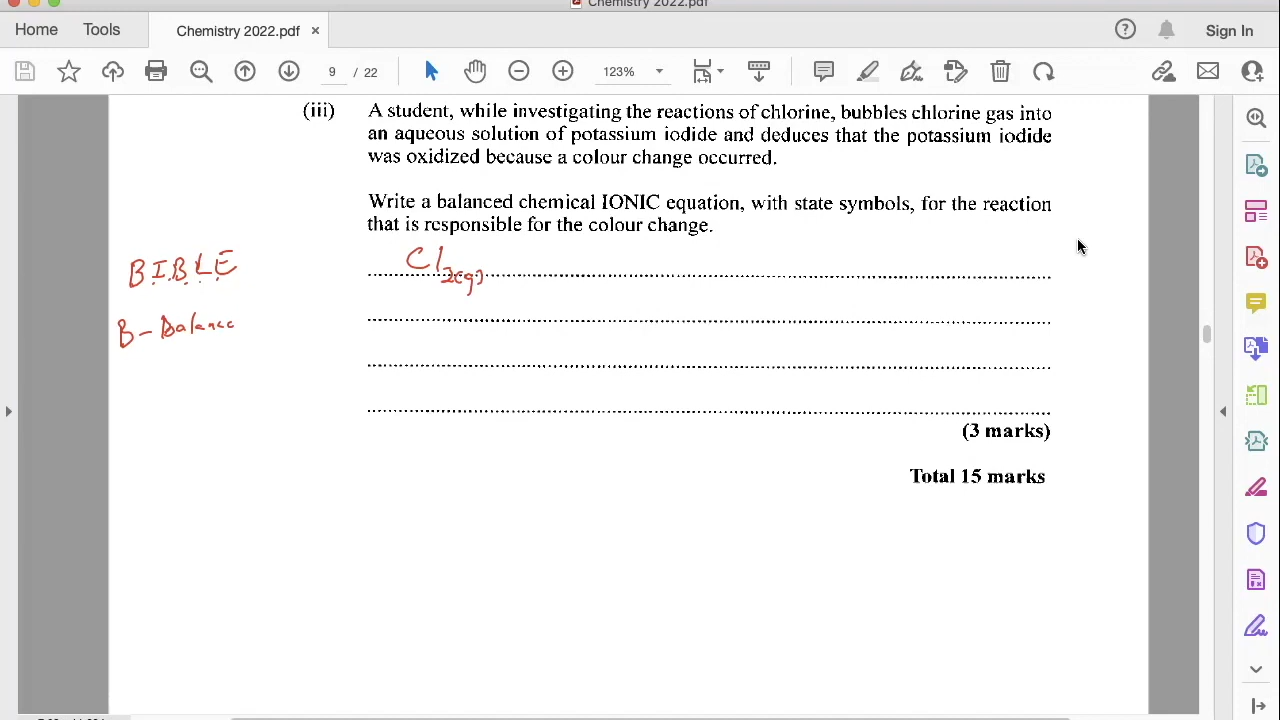 Chemistry 2022.pdf
Home Tools Chemistry 2022.pdf × Sign In
9 / 22 123%
(iii) A student, while investigating the reactions of chlorine, bubbles chlorine gas into
an aqueous solution of potassium iodide and deduces that the potassium iodide
was oxidized because a colour change occurred.
Write a balanced chemical IONIC equation, with state symbols, for the reaction
that is responsible for the colour change.
B.I.B.L.E
Cl2(g)
B – Balance
(3 marks)
Total 15 marks